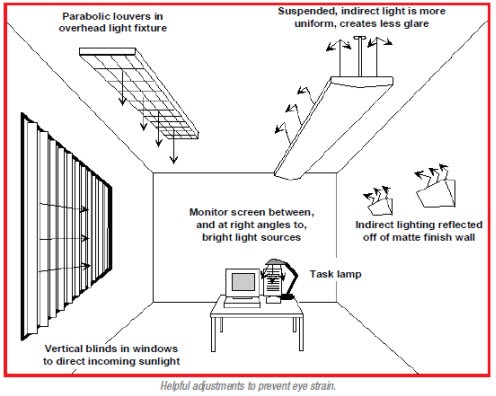 Parabolic louvers in
overhead light fixture
Suspended, indirect light is more
uniform, creates less glare
Monitor screen between,
and at right angles to,
bright light sources
Indirect lighting reflected
off of matte finish wall
Task lamp
Vertical blinds in windows
to direct incoming sunlight
Helpful adjustments to prevent eye strain.